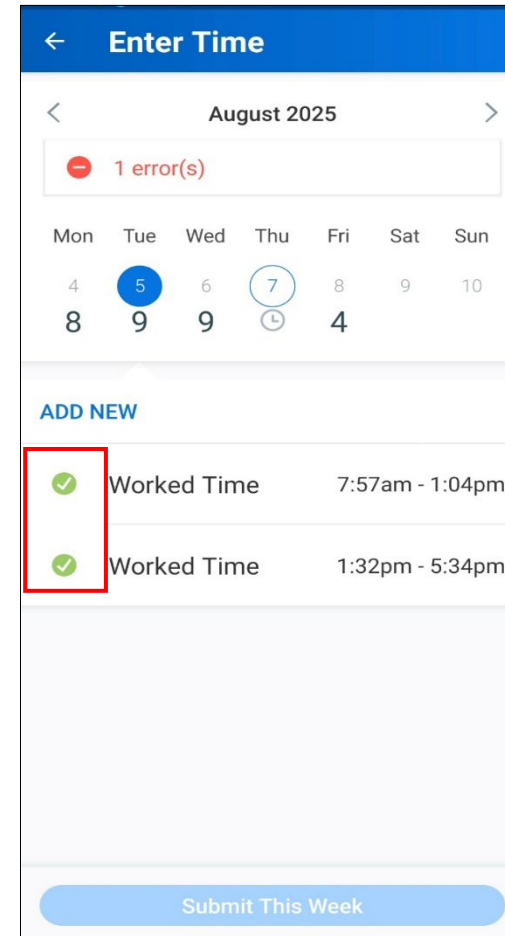 Enter Time
August 2025
1 error(s)
Mon Tue Wed Thu Fri Sat Sun
4 5 6 7 8 9 10
8 9 9 4
ADD NEW
Worked Time 7:57am - 1:04pm
Worked Time 1:32pm - 5:34pm
Submit This Week